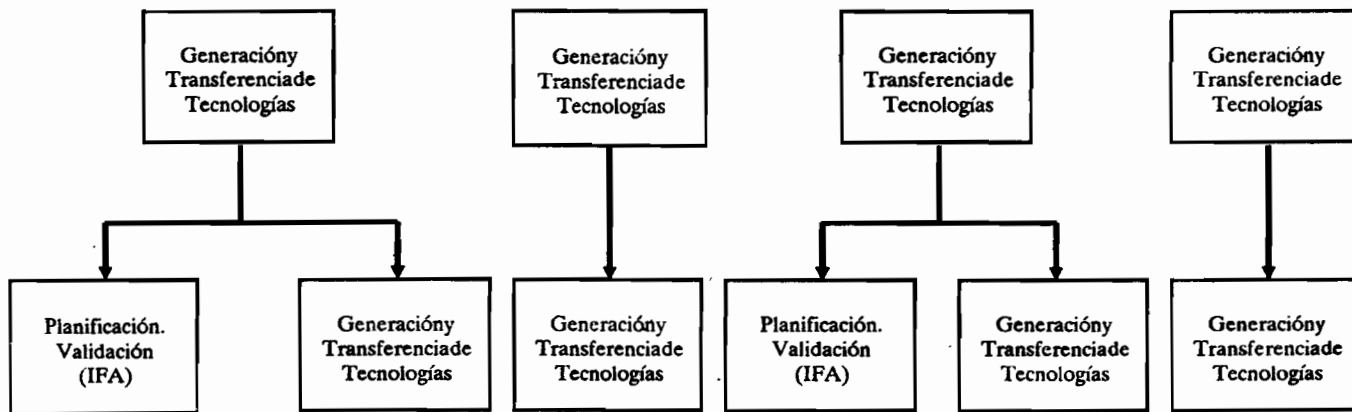 Generacióny
Transferenciade
Tecnologías
Generacióny
Transferenciade
Tecnologías
Generacióny
Transferenciade
Tecnologías
Generacióny
Transferenciade
Tecnologías
Planificación.
Validación
(IFA)
Generacióny
Transferenciade
Tecnologías
Generacióny
Transferenciade
Tecnologías
Planificación.
Validación
(IFA)
Generacióny
Transferenciade
Tecnologías
Generacióny
Transferenciade
Tecnologías